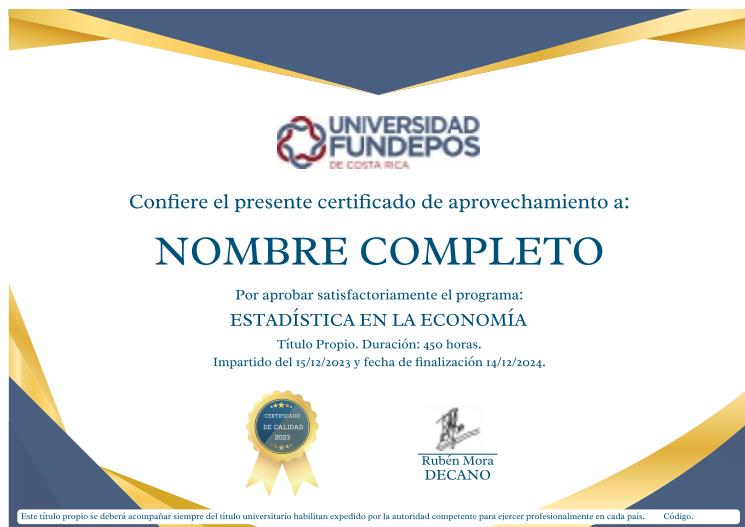 UNIVERSIDAD
FUNDEPOS
DE COSTA RICA
Confiere el presente certificado de aprovechamiento a:
NOMBRE COMPLETO
Por aprobar satisfactoriamente el programa:
ESTADÍSTICA EN LA ECONOMÍA
Título Propio. Duración: 450 horas.
Impartido del 15/12/2023 y fecha de finalización 14/12/2024.
CERTIFICADO
DE CALIDAD
2023
Rubén Mora
DECANO
Este título propio se deberá acompañar siempre del título universitario habilitan expedido por la autoridad competente para ejercer profesionalmente en cada país. Código.